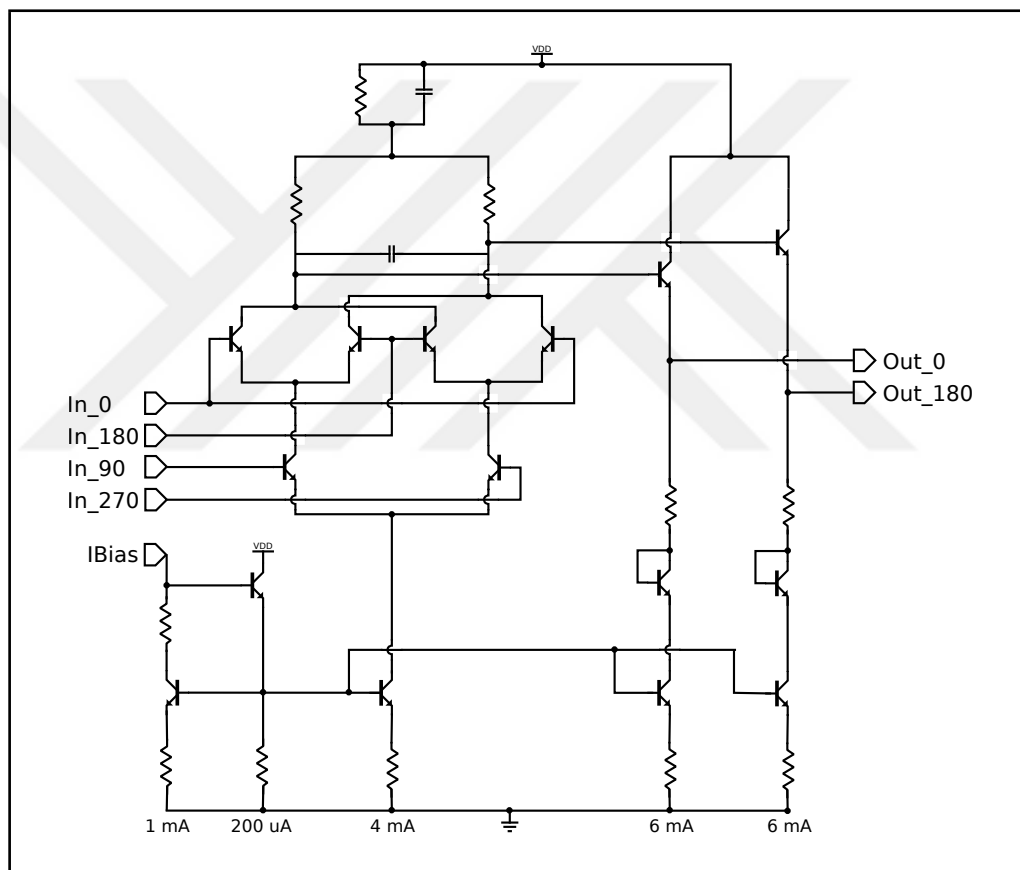 VDD
In_0
In_180
In_90
In_270
IBias
VDD
Out_0
Out_180
1 mA
200 uA
4 mA
6 mA
6 mA